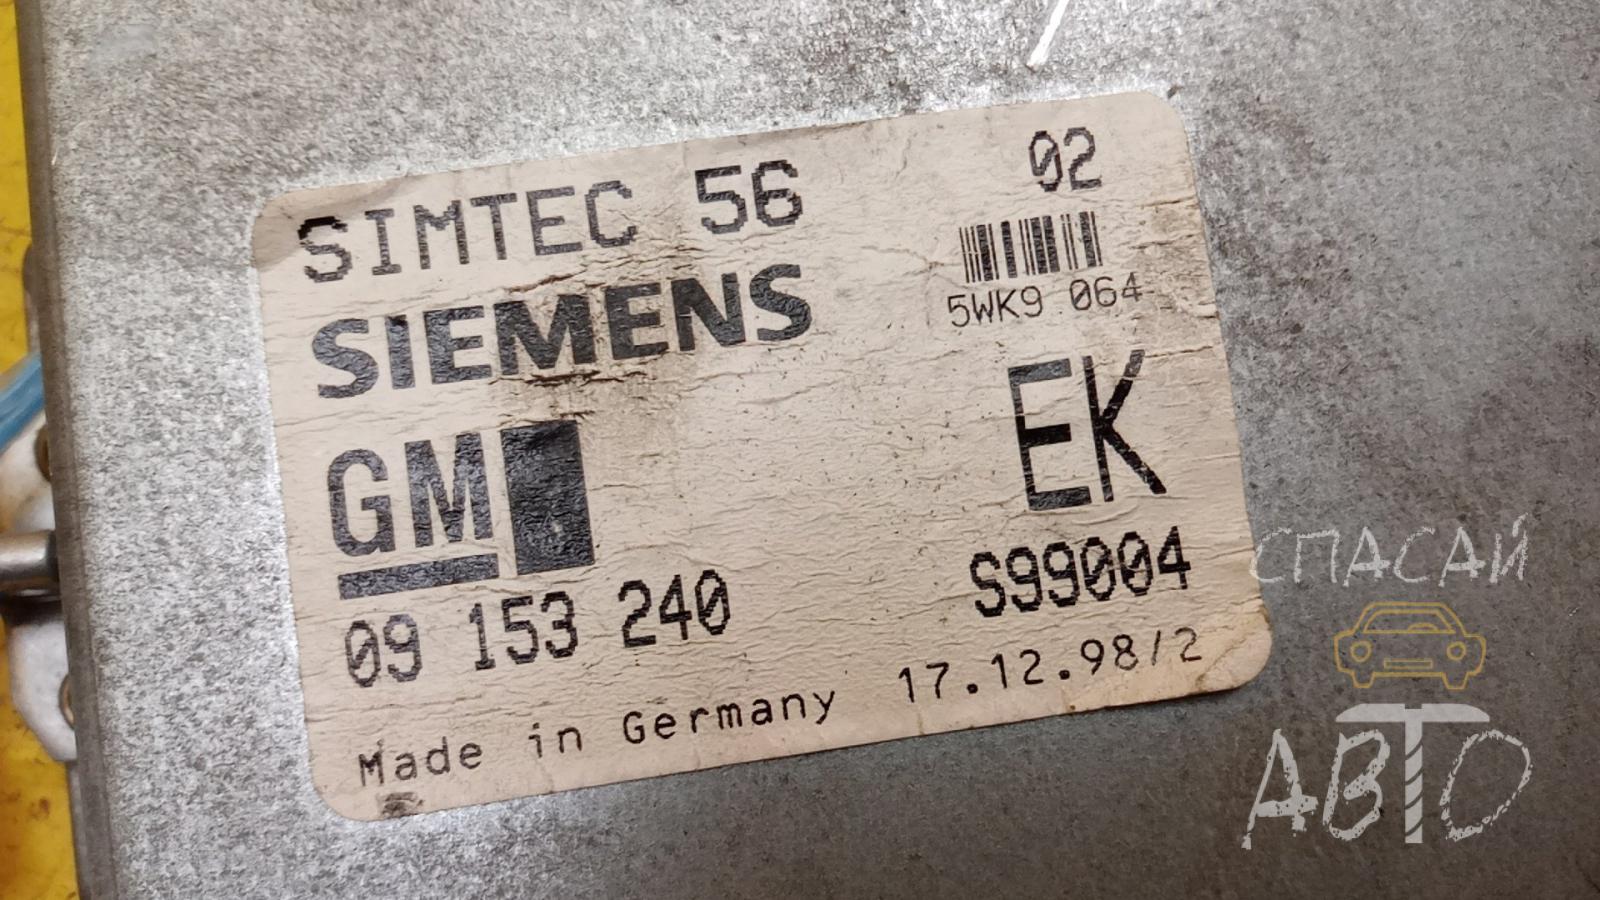 SIMTEC 56
02
SIEMENS
5WK9 064
GM
EK
09 153 240
S99004
Made in Germany 17.12.98/2
СПАСАЙ
АВТО